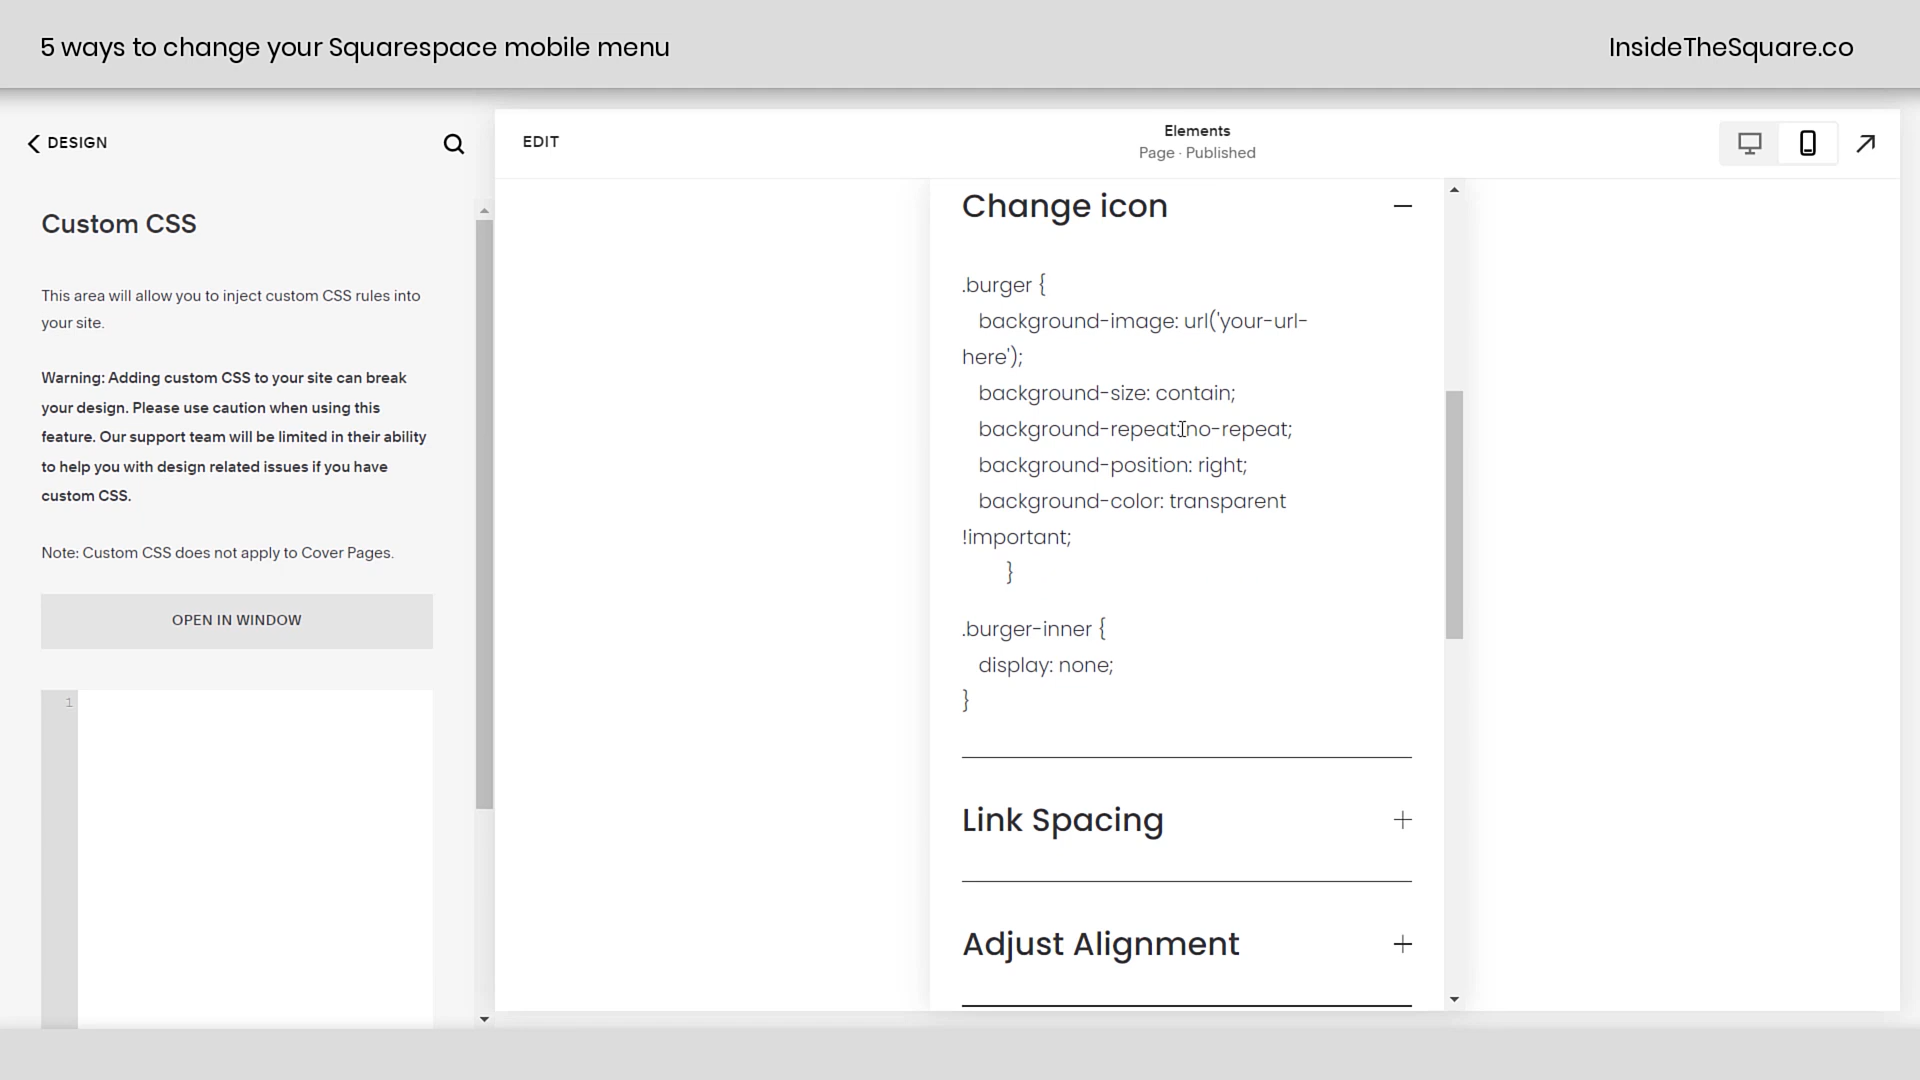 5 ways to change your Squarespace mobile menu
InsideTheSquare.co
DESIGN
EDIT
Elements
Page · Published
Custom CSS
This area will allow you to inject custom CSS rules into
your site.
Warning: Adding custom CSS to your site can break
your design. Please use caution when using this
feature. Our support team will be limited in their ability
to help you with design related issues if you have
custom CSS.
Note: Custom CSS does not apply to Cover Pages.
OPEN IN WINDOW
1
Change icon
.burger {
background-image: url('your-url-
here');
background-size: contain;
background-repeat:no-repeat;
background-position: right;
background-color: transparent
!important;
}
.burger-inner {
display: none;
}
Link Spacing
Adjust Alignment